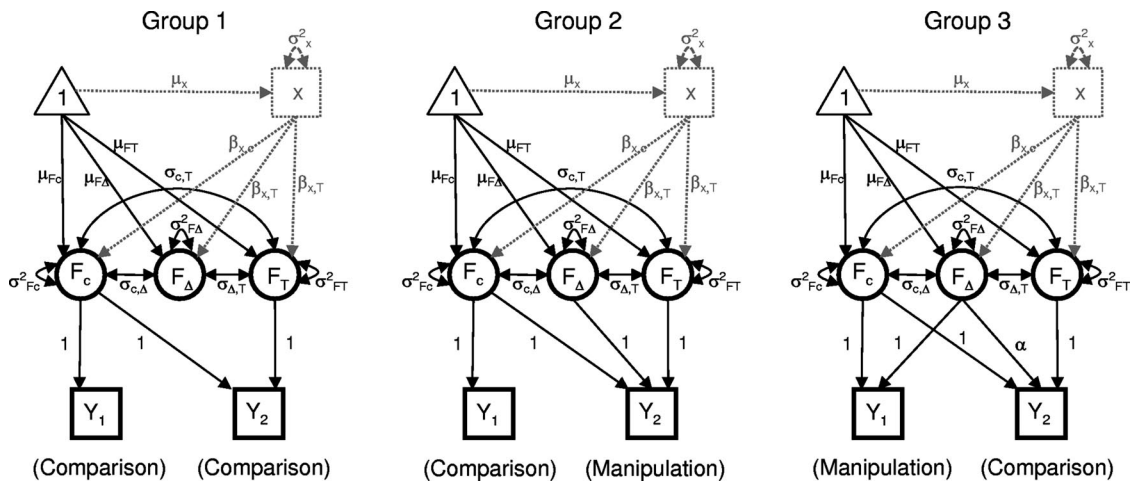 Group 1
σ²ₓ
1
μₓ
x
μFT
βx,c
μFc
μFΔ
σc,T
βx,T
βx,T
σ²FΔ
σ²Fc
Fc
σc,Δ
FΔ
σΔ,T
FT
σ²FT
1
1
1
Y₁
Y₂
(Comparison)
(Comparison)
Group 2
σ²ₓ
1
μₓ
x
μFT
βx,c
μFc
μFΔ
σc,T
βx,T
βx,T
σ²FΔ
σ²Fc
Fc
σc,Δ
FΔ
σΔ,T
FT
σ²FT
1
1
1
1
Y₁
Y₂
(Comparison)
(Manipulation)
Group 3
σ²ₓ
1
μₓ
x
μFT
βx,c
μFc
μFΔ
σc,T
βx,T
βx,T
σ²FΔ
σ²Fc
Fc
σc,Δ
FΔ
σΔ,T
FT
σ²FT
1
1
1
α
1
Y₁
Y₂
(Manipulation)
(Comparison)